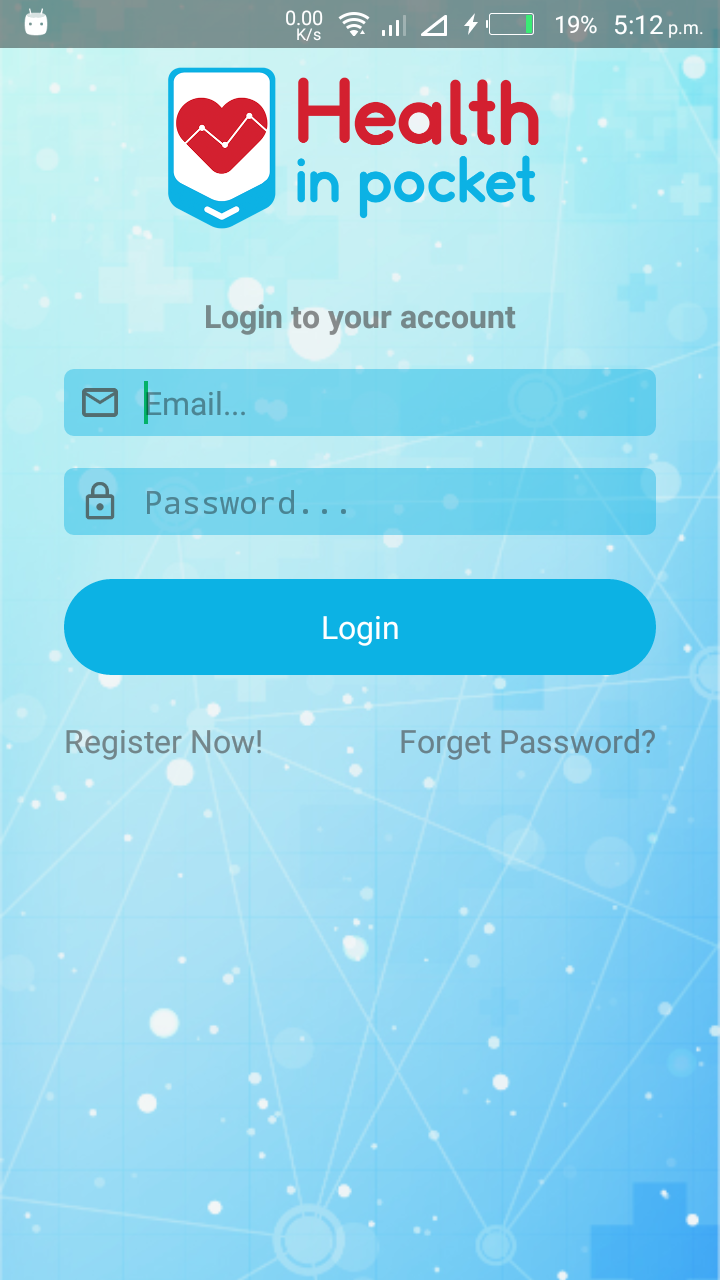 0.00 K/s 19% 5:12 p.m.
Health
in pocket
Login to your account
Email...
Password...
Login
Register Now! Forget Password?